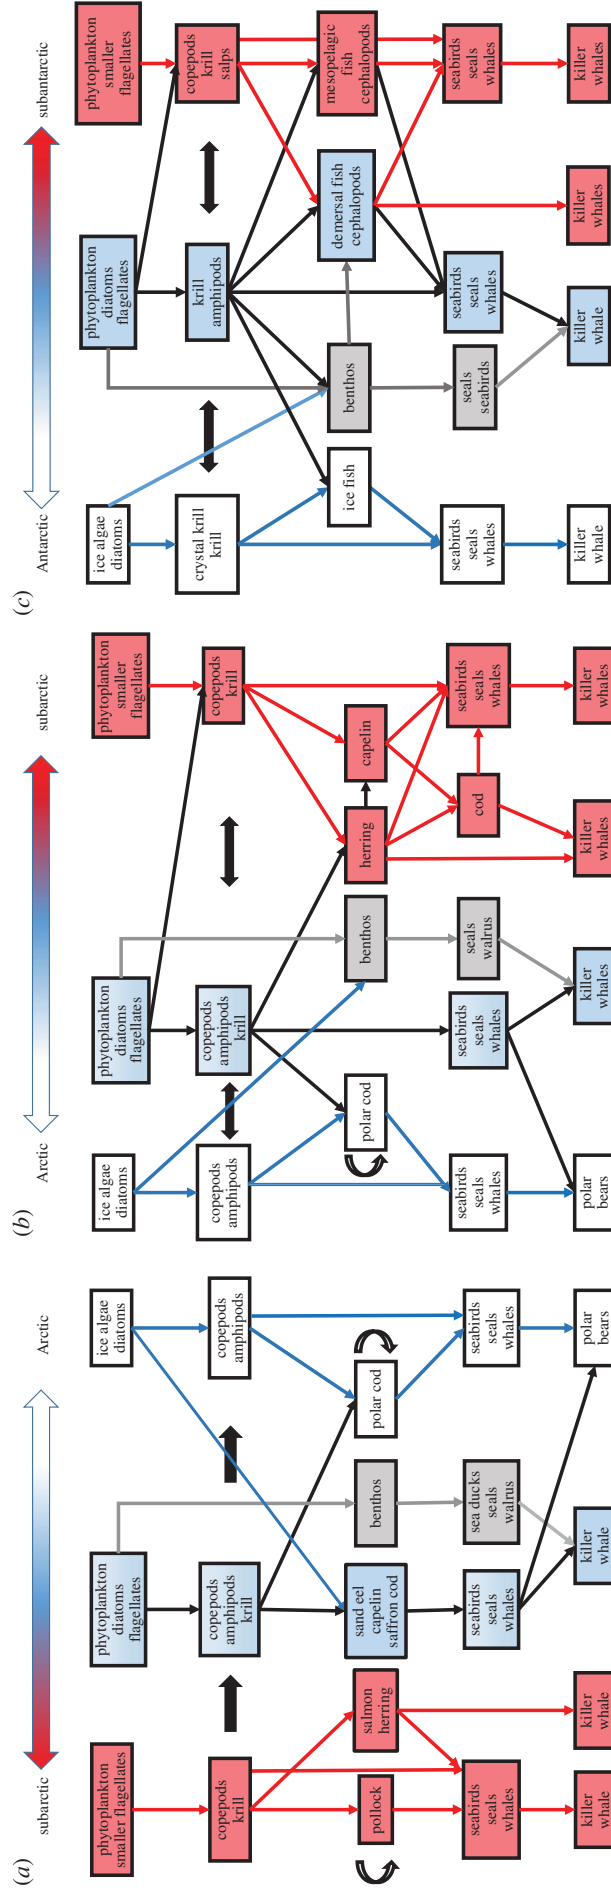 (a)
subarctic
Arctic
phytoplankton
smaller flagellates
phytoplankton
diatoms
flagellates
ice algae
diatoms
copepods
krill
copepods
amphipods
krill
copepods
amphipods
pollock
salmon
herring
sand eel
capelin
saffron cod
benthos
polar cod
seabirds
seals
whales
seabirds
seals
whales
sea ducks
seals
walrus
seabirds
seals
whales
killer
whale
killer
whale
killer
whale
polar
bears
(b)
Arctic
subarctic
ice algae
diatoms
phytoplankton
diatoms
flagellates
phytoplankton
smaller
flagellates
copepods
amphipods
copepods
amphipods
krill
copepods
krill
polar cod
benthos
herring
capelin
seabirds
seals
whales
seabirds
seals
whales
seals
walrus
cod
seabirds
seals
whales
polar
bears
killer
whales
killer
whales
killer
whales
(c)
Antarctic
subantarctic
ice algae
diatoms
phytoplankton
diatoms
flagellates
phytoplankton
smaller
flagellates
crystal krill
krill
krill
amphipods
copepods
krill
salps
ice fish
benthos
demersal fish
cephalopods
mesopelagic
fish
cephalopods
seabirds
seals
whales
seals
seabirds
seabirds
seals
whales
seabirds
seals
whales
killer
whale
killer
whale
killer
whales
killer
whales